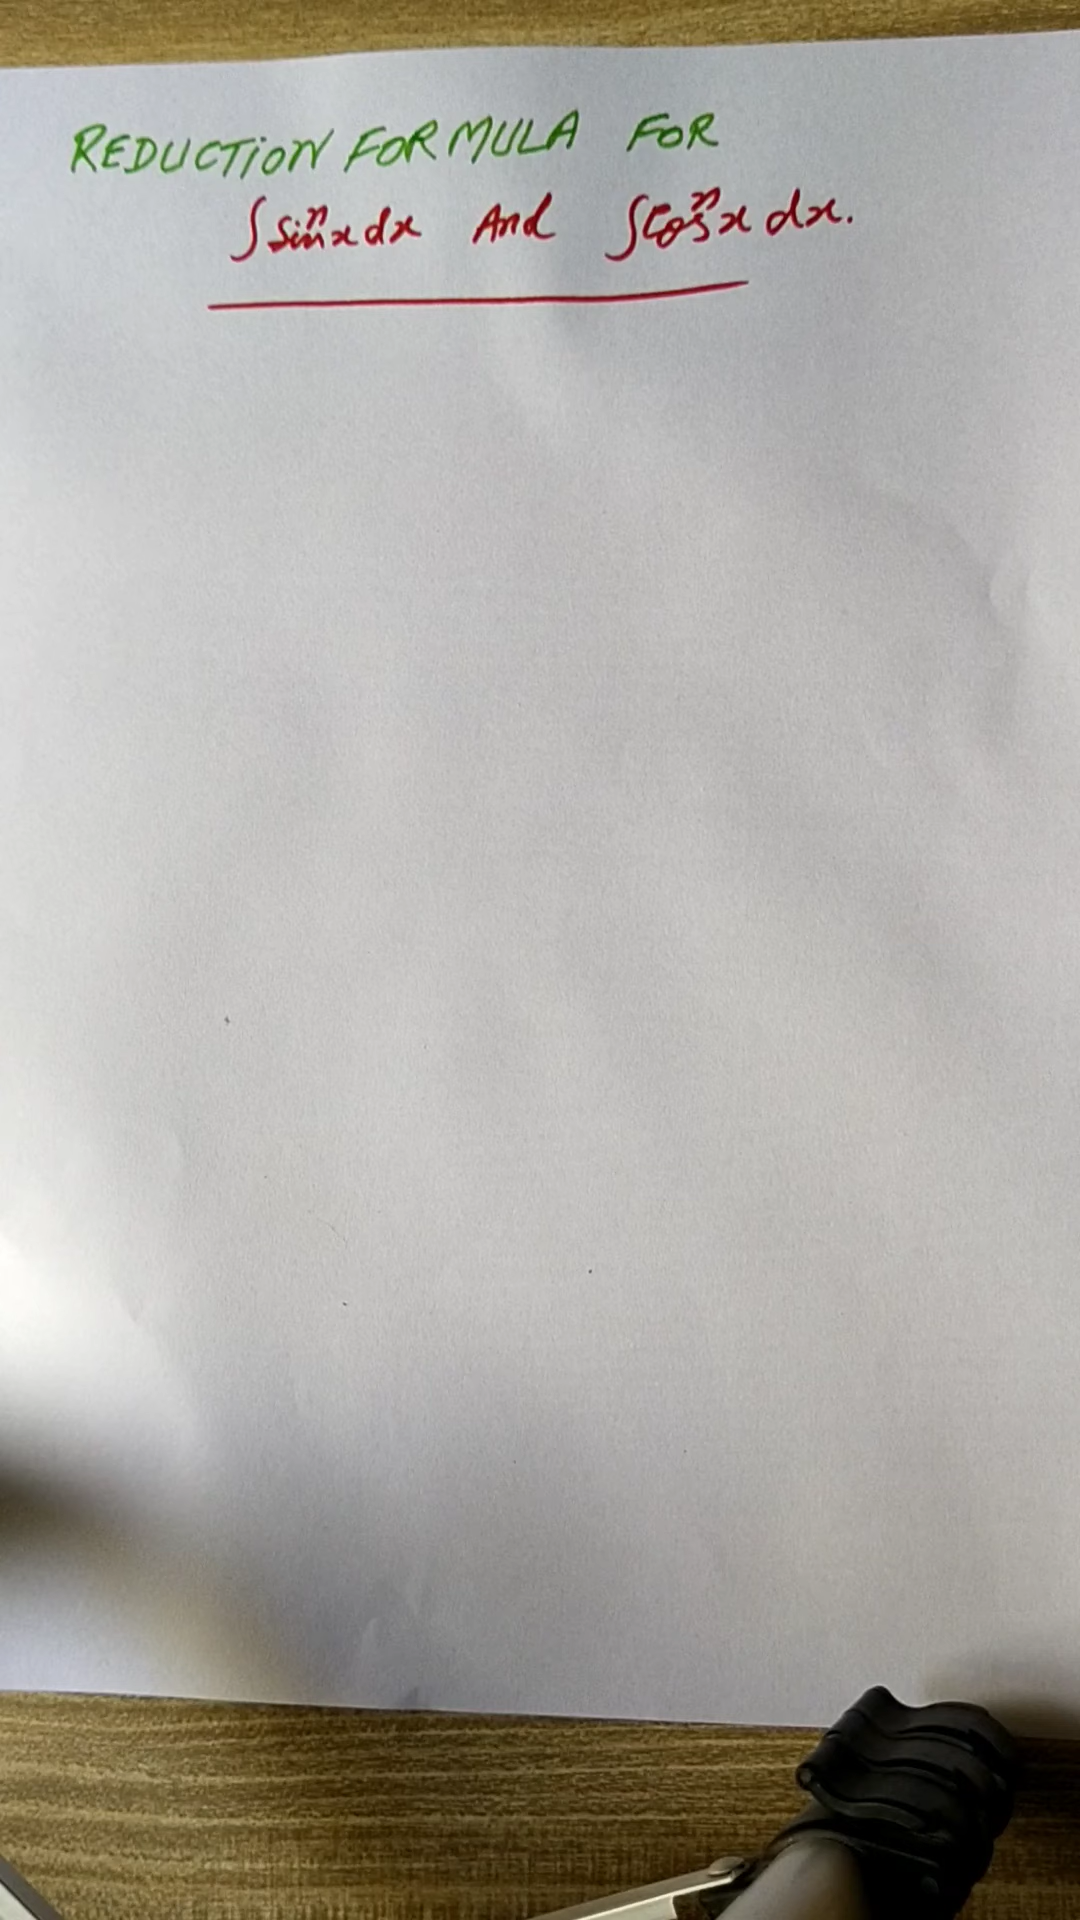 REDUCTION FORMULA FOR
∫sinⁿx dx And ∫cosⁿx dx.